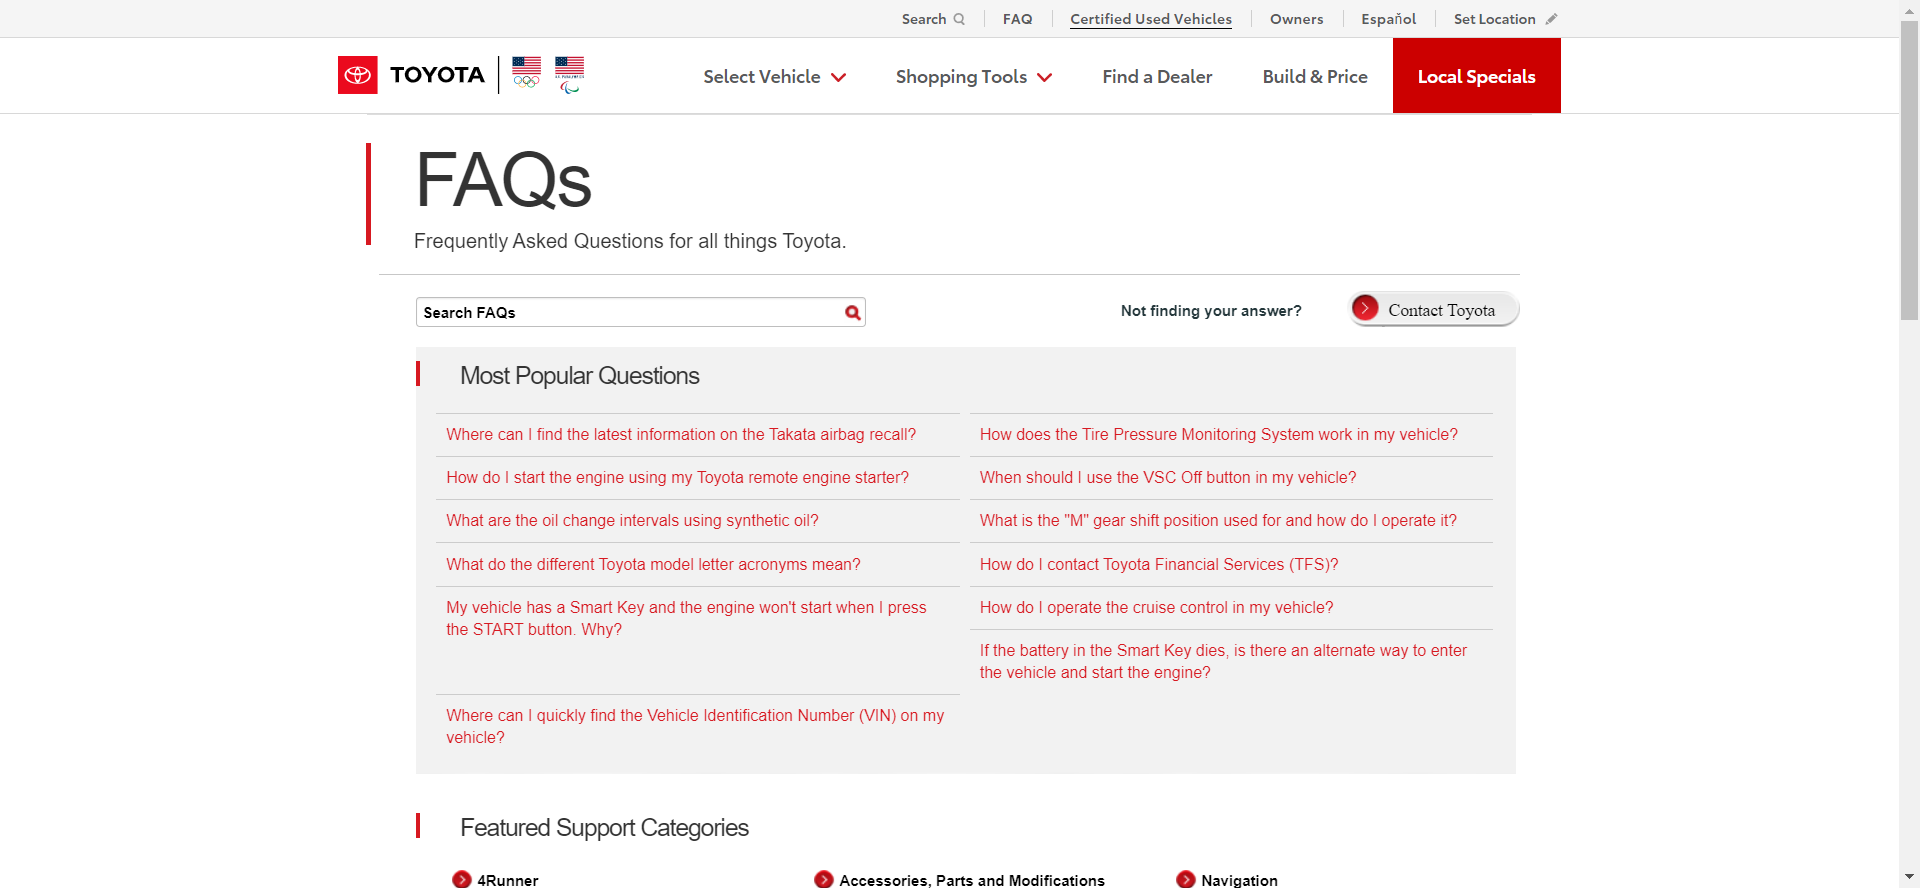 Search
FAQ
Certified Used Vehicles
Owners
Espanõl
Set Location
TOYOTA
Select Vehicle
Shopping Tools
Find a Dealer
Build & Price
Local Specials
FAQs
Frequently Asked Questions for all things Toyota.
Search FAQs
Not finding your answer?
Contact Toyota
Most Popular Questions
Where can I find the latest information on the Takata airbag recall?
How does the Tire Pressure Monitoring System work in my vehicle?
How do I start the engine using my Toyota remote engine starter?
When should I use the VSC Off button in my vehicle?
What are the oil change intervals using synthetic oil?
What is the "M" gear shift position used for and how do I operate it?
What do the different Toyota model letter acronyms mean?
How do I contact Toyota Financial Services (TFS)?
My vehicle has a Smart Key and the engine won't start when I press
the START button. Why?
How do I operate the cruise control in my vehicle?
If the battery in the Smart Key dies, is there an alternate way to enter
the vehicle and start the engine?
Where can I quickly find the Vehicle Identification Number (VIN) on my
vehicle?
Featured Support Categories
4Runner
Accessories, Parts and Modifications
Navigation